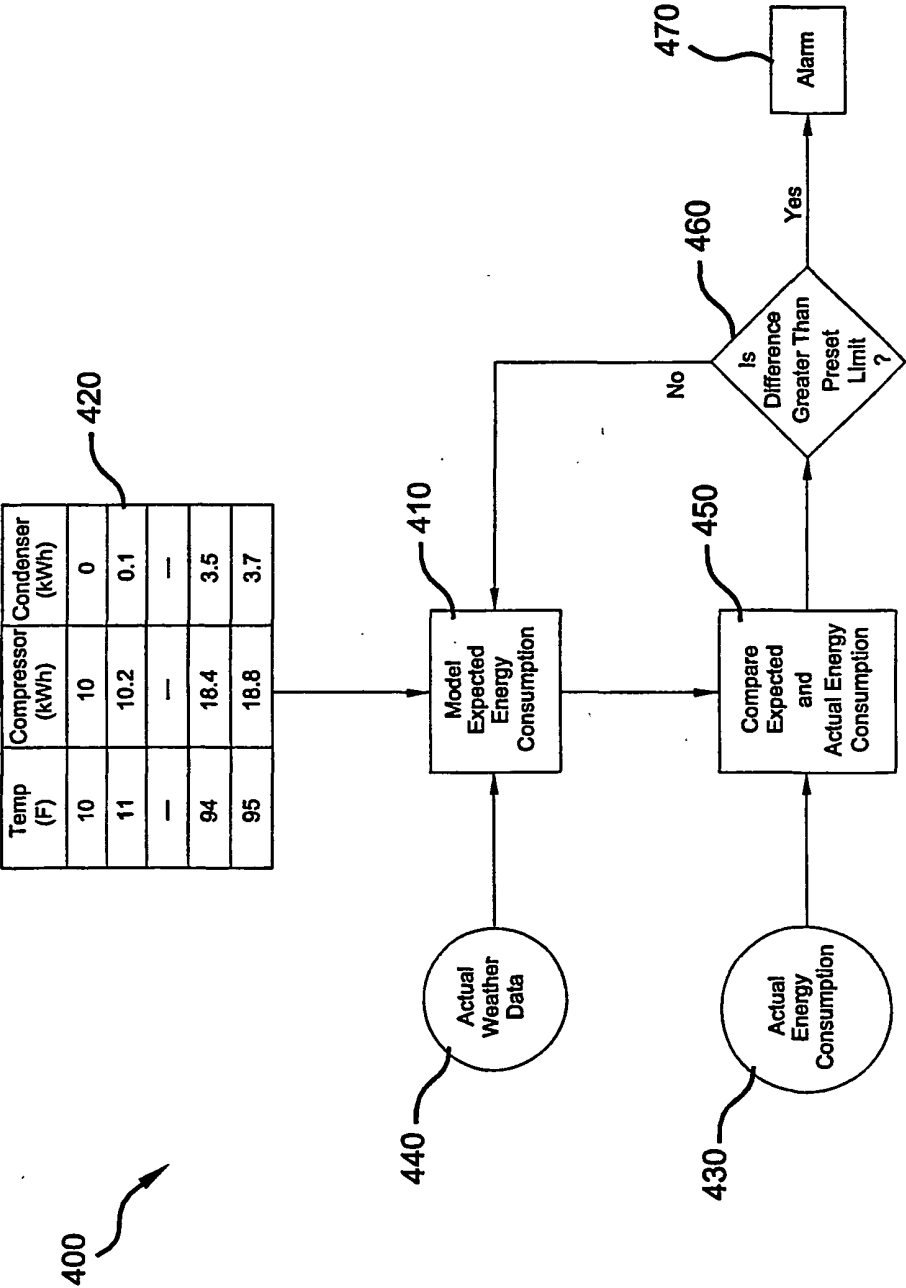 400
Temp
(F)
Compressor
(kWh)
Condenser
(kWh)
10
10
0
11
10.2
0.1
—
—
—
94
18.4
3.5
95
18.8
3.7
420
440
Actual
Weather
Data
410
Model
Expected
Energy
Consumption
No
430
Actual
Energy
Consumption
450
Compare
Expected
and
Actual Energy
Consumption
460
Is
Difference
Greater Than
Preset
Limit
?
Yes
470
Alarm